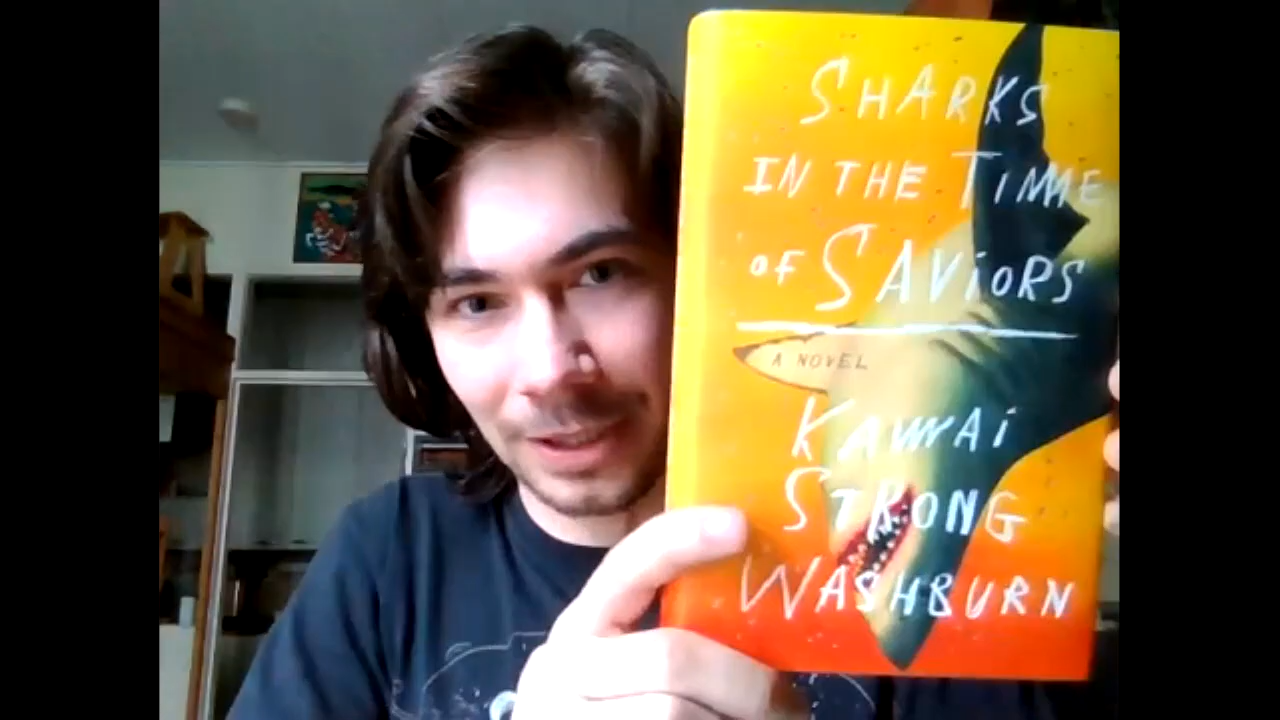 SHARKS
IN THE TIME
OF SAViORS
A NOVEL
KAWAi
STRONG
WASHBURN